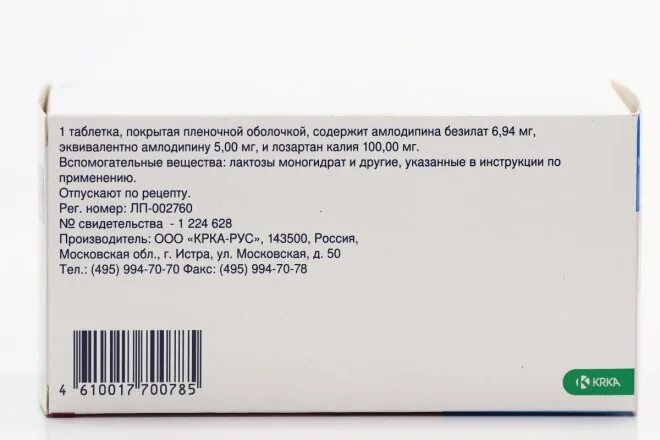 1 таблетка, покрытая пленочной оболочкой, содержит амлодипина безилат 6,94 мг,
эквивалентно амлодипину 5,00 мг, и лозартан калия 100,00 мг.
Вспомогательные вещества: лактозы моногидрат и другие, указанные в инструкции по
применению.
Отпускают по рецепту.
Рег. номер: ЛП-002760
№ свидетельства - 1 224 628
Производитель: ООО «КРКА-РУС», 143500, Россия,
Московская обл., г. Истра, ул. Московская, д. 50
Тел.: (495) 994-70-70 Факс: (495) 994-70-78
4 610017 700785
KRKA